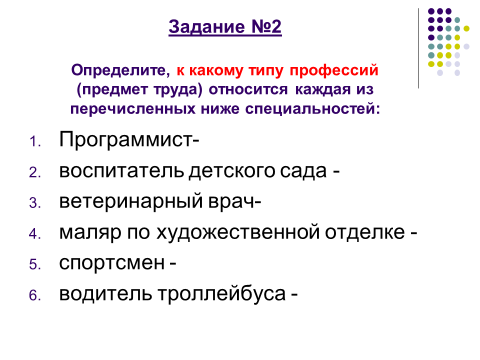 Задание №2
Определите, к какому типу профессий
(предмет труда) относится каждая из
перечисленных ниже специальностей:
1. Программист-
2. воспитатель детского сада -
3. ветеринарный врач-
4. маляр по художественной отделке -
5. спортсмен -
6. водитель троллейбуса -